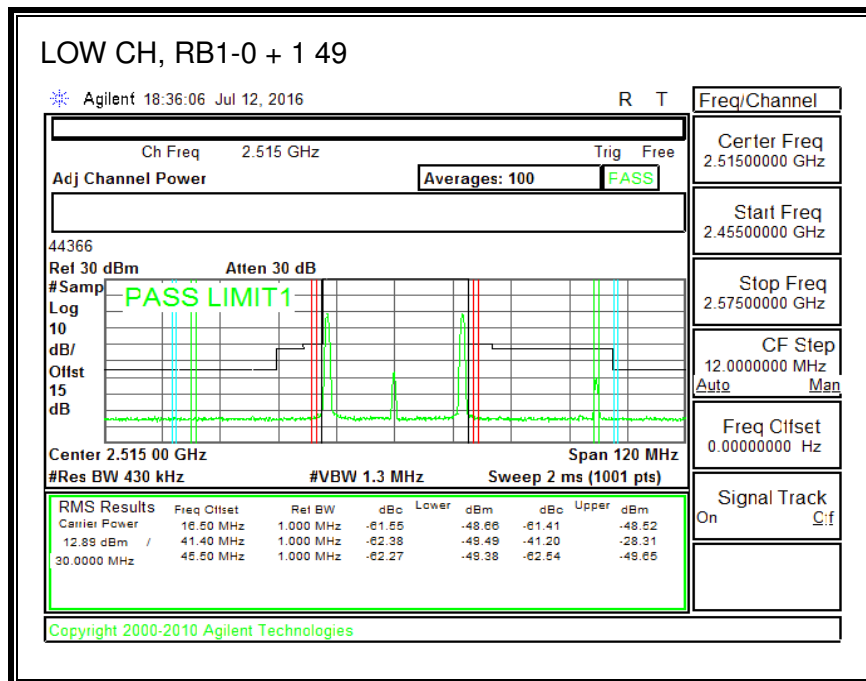 LOW CH, RB1-0 + 1 49
Agilent 18:36:06 Jul 12, 2016 R T
Freq/Channel
Ch Freq 2.515 GHz Trig Free
Adj Channel Power Averages: 100 PASS
Center Freq
2.51500000 GHz
Start Freq
2.45500000 GHz
Stop Freq
2.57500000 GHz
CF Step
12.0000000 MHz
Auto Man
Freq Offset
0.00000000 Hz
Signal Track
On Off
44366
Ref 30 dBm Atten 30 dB
#Samp
Log
10
dB/
Offst
15
dB
PASS LIMIT1
Center 2.515 00 GHz Span 120 MHz
#Res BW 430 kHz #VBW 1.3 MHz Sweep 2 ms (1001 pts)
RMS Results Freq Offset Ref BW dBc Lower dBm dBc Upper dBm
Carrier Power 16.50 MHz 1.000 MHz -61.55 -48.66 -61.41 -48.52
12.89 dBm / 41.40 MHz 1.000 MHz -62.38 -49.49 -41.20 -28.31
30.0000 MHz 45.50 MHz 1.000 MHz -62.27 -49.38 -62.54 -49.65
Copyright 2000-2010 Agilent Technologies